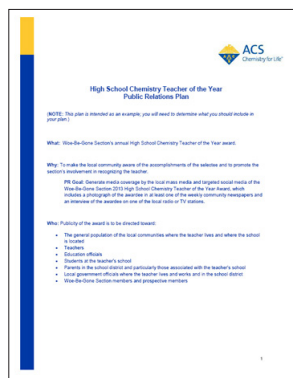 ACS
Chemistry for Life®
High School Chemistry Teacher of the Year
Public Relations Plan
(NOTE: This plan is intended as an example, you will need to determine what you should include in
your plan.)
What: Woe-Be-Gone Section's annual High School Chemistry Teacher of the Year award.
Why: To make the local community aware of the accomplishments of the selectee and to promote the
section's involvement in recognizing the teacher.
PR Goal: Generate media coverage by the local mass media and targeted social media of the
Woe-Be-Gone Section 2013 High School Chemistry Teacher of the Year Award, which
includes a photograph of the awardee in at least one of the weekly community newspapers and
an interview of the awardee on one of the local radio or TV stations.
Who: Publicity of the award is to be directed toward:
• The general population of the local communities where the teacher lives and where the school
is located
• Teachers
• Education officials
• Students at the teacher's school
• Parents in the school district and particularly those associated with the teacher's school
• Local government officials where the teacher lives and works and in the school district
• Woe-Be-Gone Section members and prospective members
1